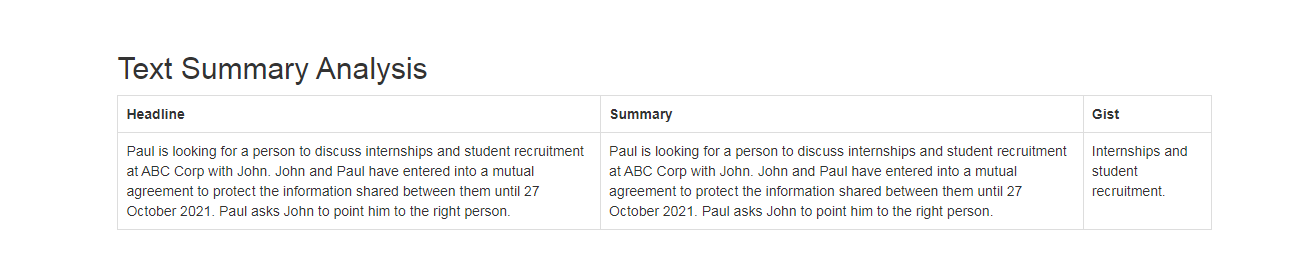 Text Summary Analysis
Headline
Summary
Gist
Paul is looking for a person to discuss internships and student recruitment
at ABC Corp with John. John and Paul have entered into a mutual
agreement to protect the information shared between them until 27
October 2021. Paul asks John to point him to the right person.
Paul is looking for a person to discuss internships and student recruitment
at ABC Corp with John. John and Paul have entered into a mutual
agreement to protect the information shared between them until 27
October 2021. Paul asks John to point him to the right person.
Internships and
student
recruitment.